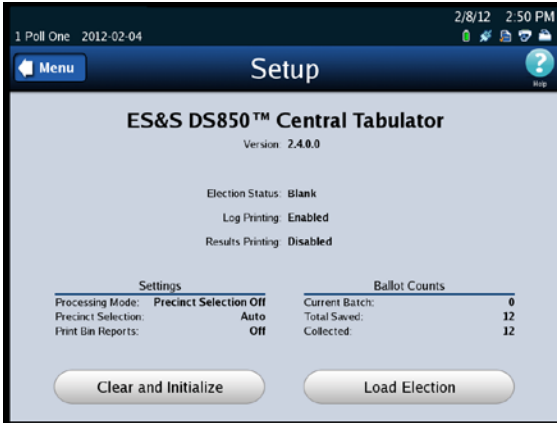 2/8/12 2:50 PM
1 Poll One 2012-02-04
Menu
Setup
Help
ES&S DS850™ Central Tabulator
Version: 2.4.0.0
Election Status: Blank
Log Printing: Enabled
Results Printing: Disabled
Settings
Processing Mode: Precinct Selection Off
Precinct Selection: Auto
Print Bin Reports: Off
Ballot Counts
Current Batch: 0
Total Saved: 12
Collected: 12
Clear and Initialize
Load Election